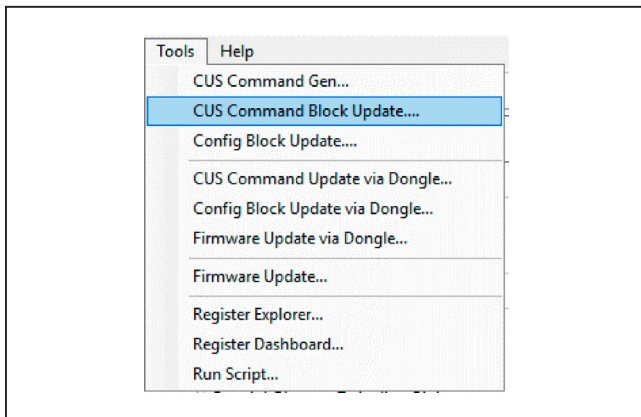 Tools Help
CUS Command Gen...
CUS Command Block Update....
Config Block Update....
CUS Command Update via Dongle...
Config Block Update via Dongle...
Firmware Update via Dongle...
Firmware Update...
Register Explorer...
Register Dashboard...
Run Script...